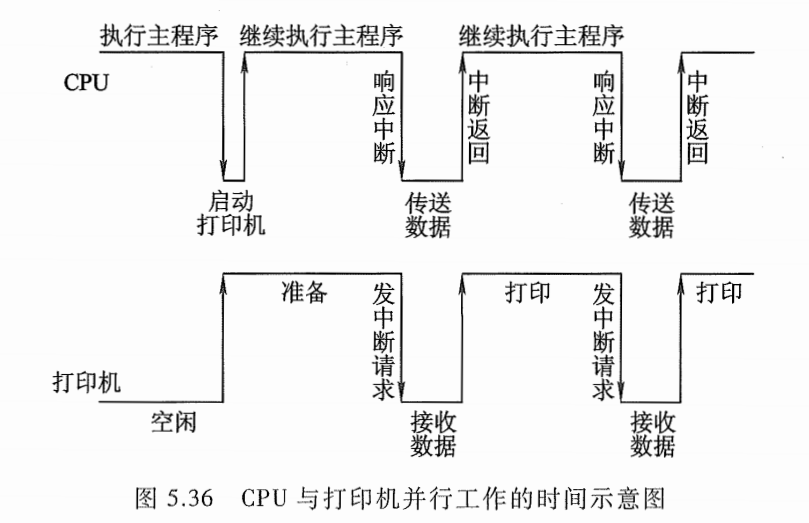 执行主程序 继续执行主程序 继续执行主程序
CPU
响应中断
中断返回
响应中断
中断返回
启动
打印机
传送
数据
传送
数据
准备
发中断请求
打印
发中断请求
打印
打印机
空闲
接收
数据
接收
数据
图 5.36 CPU 与打印机并行工作的时间示意图